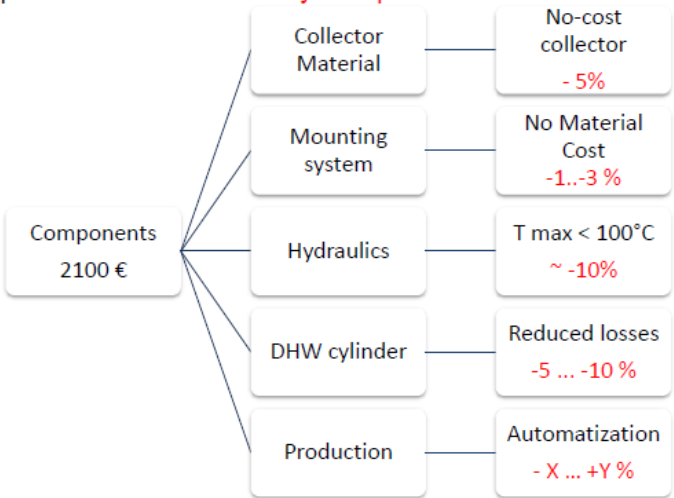 Collector
Material
No-cost
collector
- 5%
Mounting
system
No Material
Cost
-1..-3 %
Components
2100 €
Hydraulics
T max < 100°C
~ -10%
DHW cylinder
Reduced losses
-5 ... -10 %
Production
Automatization
- X ... +Y %